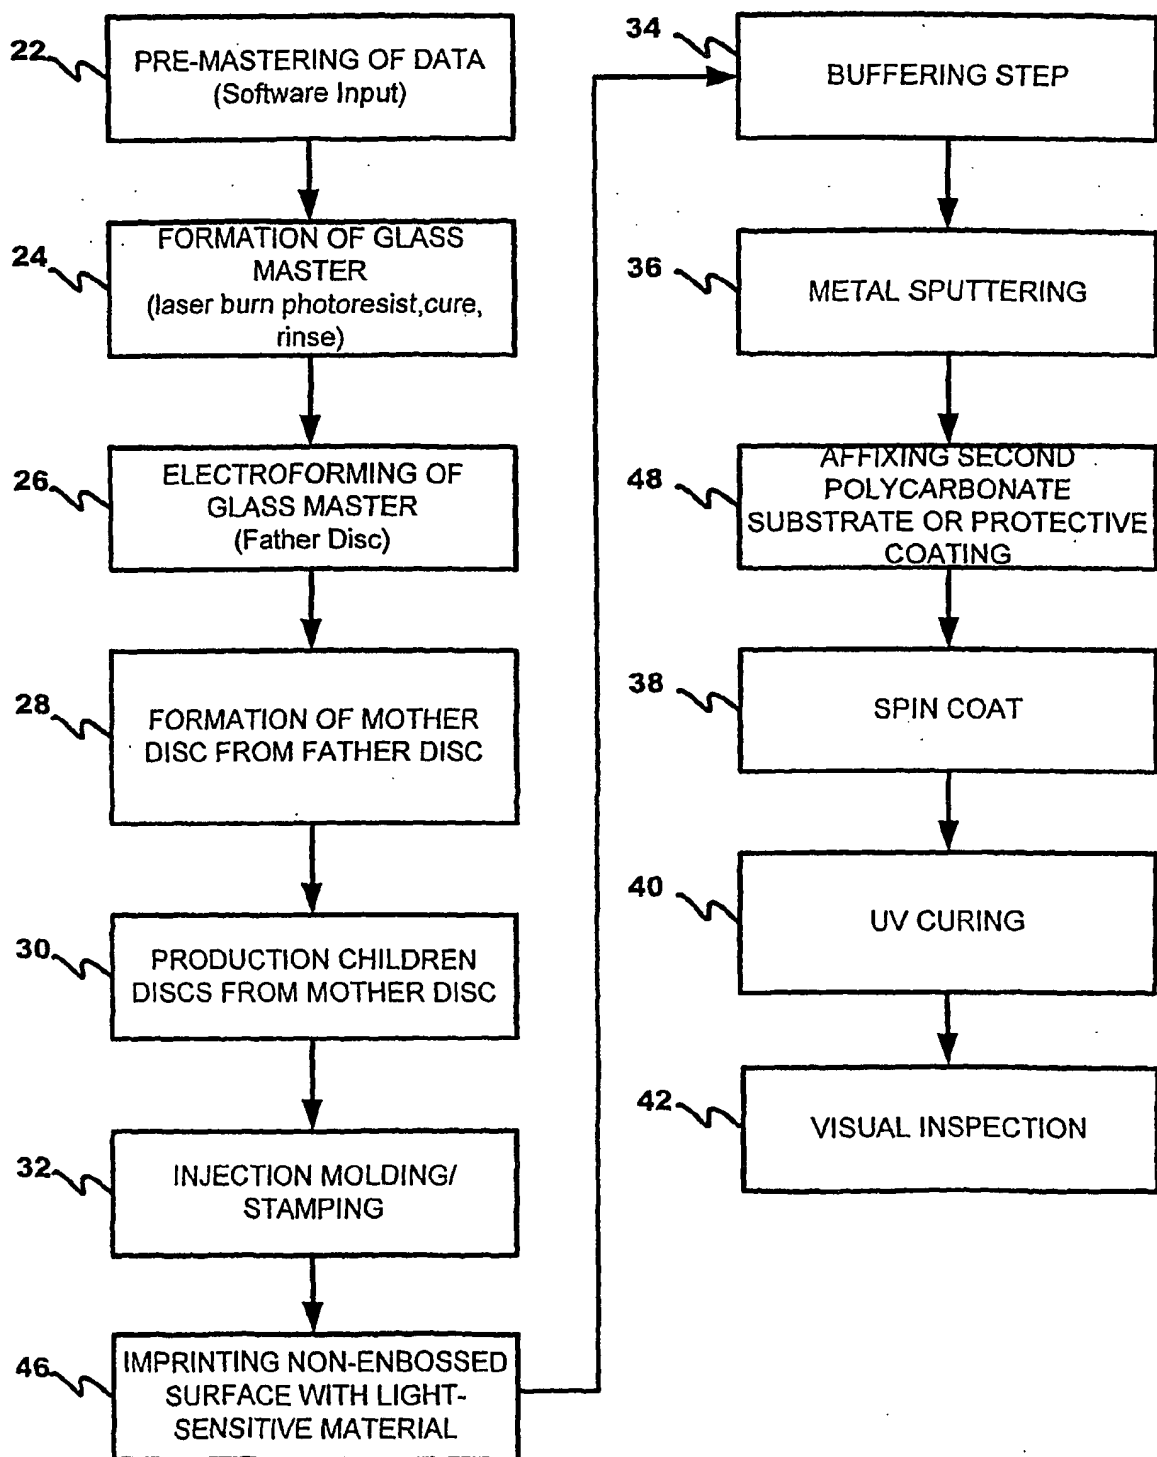 22
PRE-MASTERING OF DATA
(Software Input)
24
FORMATION OF GLASS
MASTER
(laser burn photoresist,cure,
rinse)
26
ELECTROFORMING OF
GLASS MASTER
(Father Disc)
28
FORMATION OF MOTHER
DISC FROM FATHER DISC
30
PRODUCTION CHILDREN
DISCS FROM MOTHER DISC
32
INJECTION MOLDING/
STAMPING
46
IMPRINTING NON-ENBOSSED
SURFACE WITH LIGHT-
SENSITIVE MATERIAL
34
BUFFERING STEP
36
METAL SPUTTERING
48
AFFIXING SECOND
POLYCARBONATE
SUBSTRATE OR PROTECTIVE
COATING
38
SPIN COAT
40
UV CURING
42
VISUAL INSPECTION